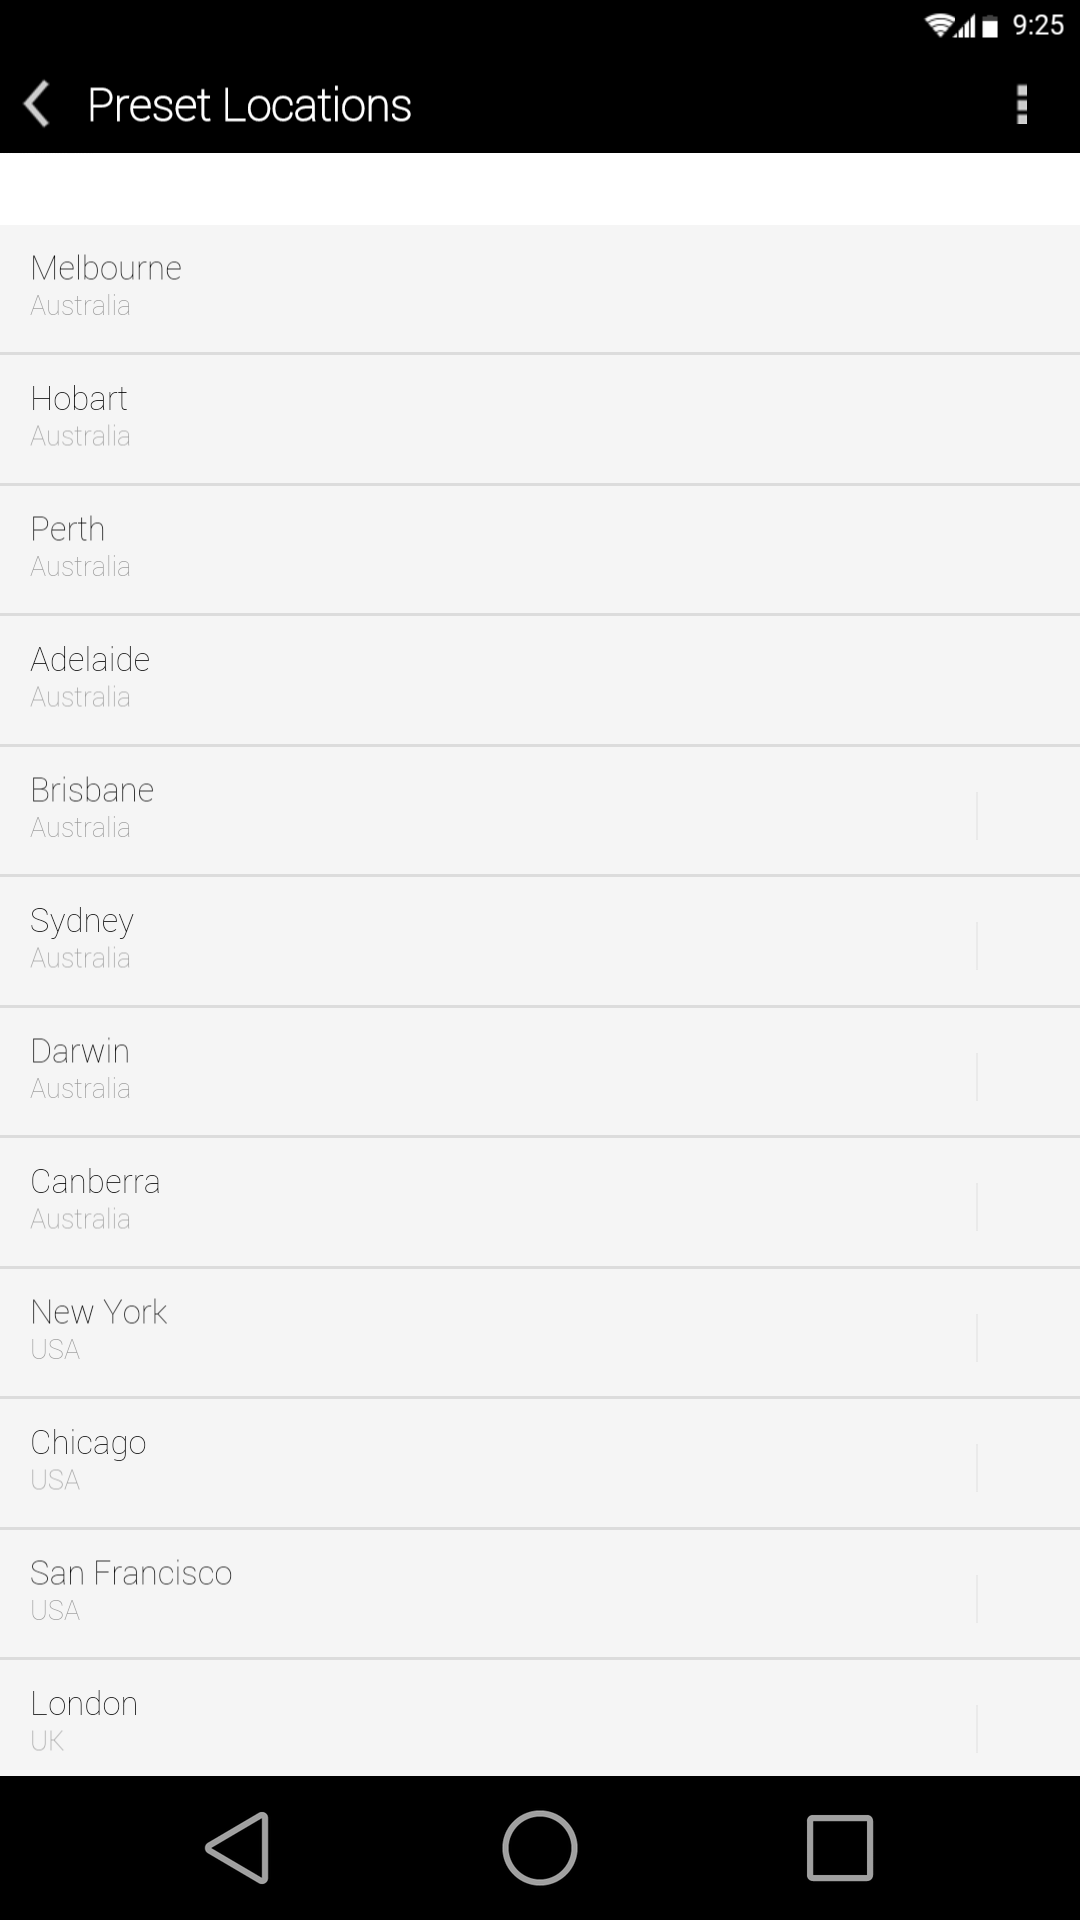 9:25
Preset Locations
Melbourne
Australia
Hobart
Australia
Perth
Australia
Adelaide
Australia
Brisbane
Australia
Sydney
Australia
Darwin
Australia
Canberra
Australia
New York
USA
Chicago
USA
San Francisco
USA
London
UK